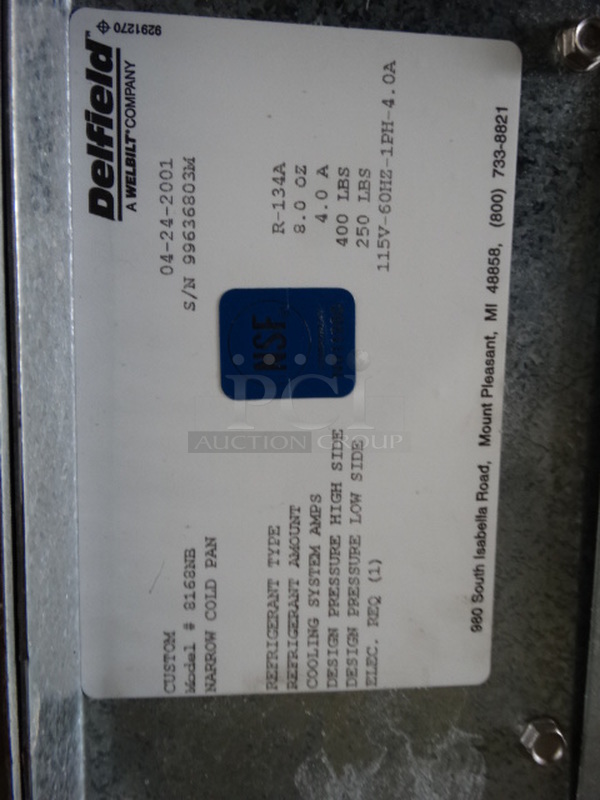 Delfield™ 9291270
A WELBILT® COMPANY
CUSTOM 04-24-2001
Model # 8168NB S/N 99636803M
NARROW COLD PAN
REFRIGERANT TYPE R-134A
REFRIGERANT AMOUNT 8.0 OZ
COOLING SYSTEM AMPS 4.0 A
DESIGN PRESSURE HIGH SIDE 400 LBS
DESIGN PRESSURE LOW SIDE 250 LBS
ELEC. REQ (1) 115V-60HZ-1PH-4.0A
NSF
980 South Isabella Road, Mount Pleasant, MI 48858, (800) 733-8821
PCI
AUCTION GROUP